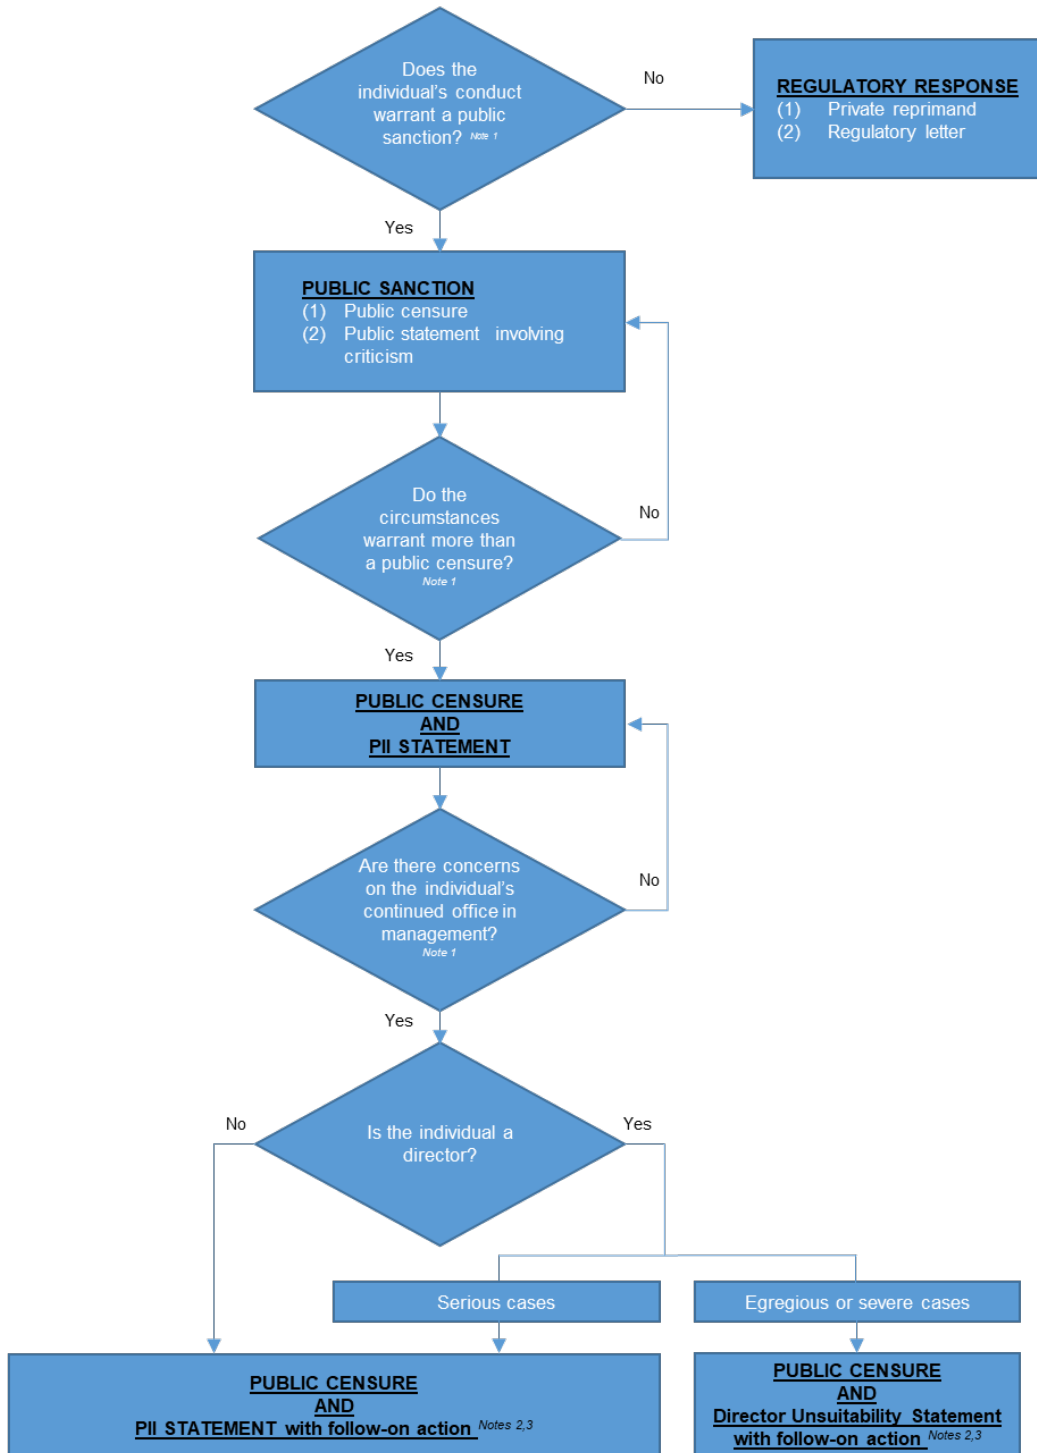 Does the
individual's conduct
warrant a public
sanction? Note 1
No
REGULATORY RESPONSE
(1) Private reprimand
(2) Regulatory letter
Yes
PUBLIC SANCTION
(1) Public censure
(2) Public statement involving
criticism
Do the
circumstances
warrant more than
a public censure?
Note 1
No
Yes
PUBLIC CENSURE
AND
PII STATEMENT
Are there concerns
on the individual's
continued office in
management?
Note 1
No
Yes
Is the individual a
director?
No
Yes
Serious cases
Egregious or severe cases
PUBLIC CENSURE
AND
PII STATEMENT with follow-on action Notes 2,3
PUBLIC CENSURE
AND
Director Unsuitability Statement
with follow-on action Notes 2,3